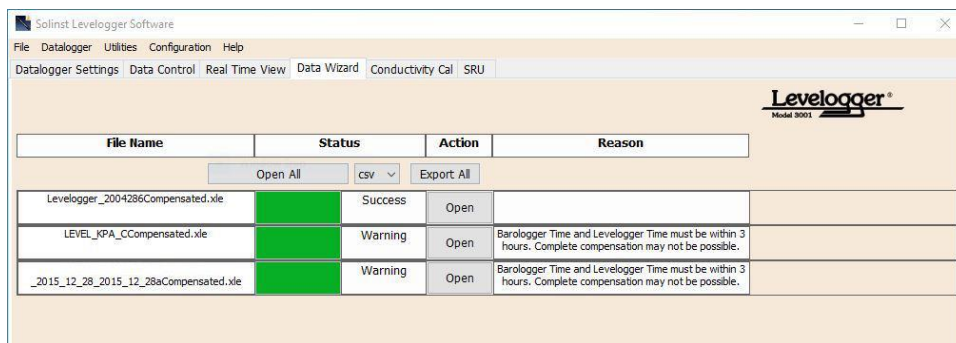 Solinst Levelogger Software
File Datalogger Utilities Configuration Help
Datalogger Settings Data Control Real Time View Data Wizard Conductivity Cal SRU
Levelogger®
Model 3001
File Name Status Action Reason
Open All csv Export All
Levelogger_2004286Compensated.xle Success Open
LEVEL_KPA_CCompensated.xle Warning Open Barologger Time and Levelogger Time must be within 3
hours. Complete compensation may not be possible.
_2015_12_28_2015_12_28aCompensated.xle Warning Open Barologger Time and Levelogger Time must be within 3
hours. Complete compensation may not be possible.